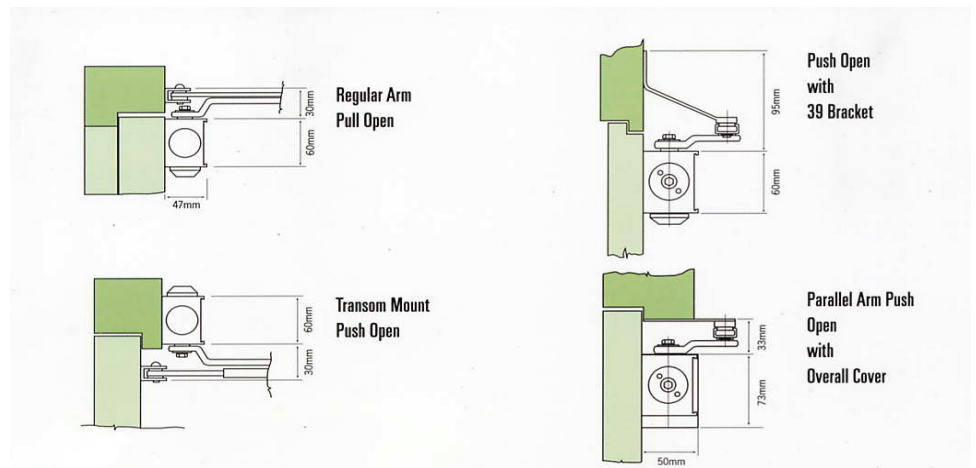 30mm
60mm
47mm
Regular Arm
Pull Open
95mm
60mm
Push Open
with
39 Bracket
60mm
30mm
Transom Mount
Push Open
33mm
73mm
50mm
Parallel Arm Push
Open
with
Overall Cover